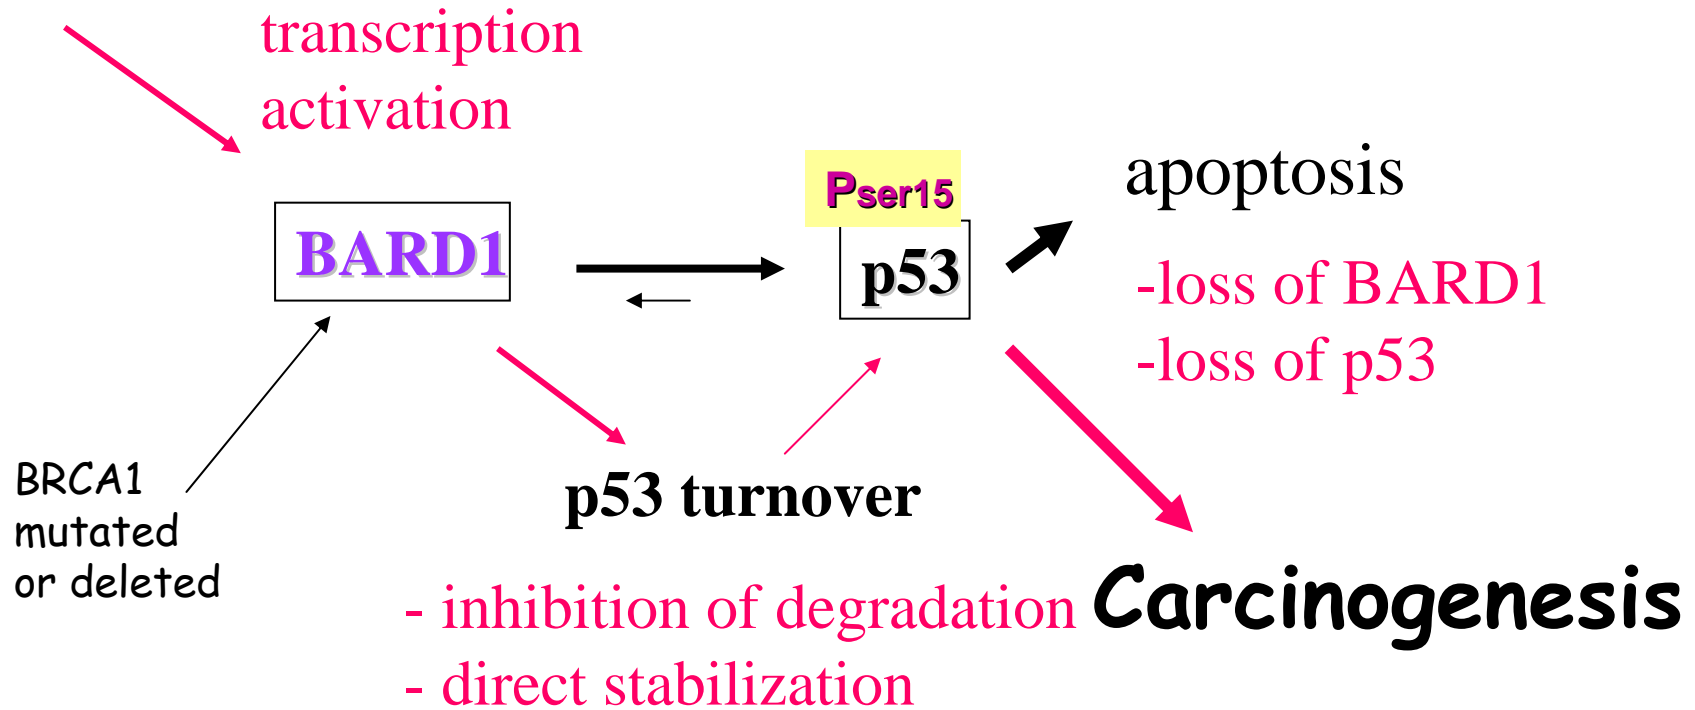 transcription
activation
Pser15
apoptosis
BARD1
p53
-loss of BARD1
-loss of p53
BRCA1
mutated
or deleted
p53 turnover
- inhibition of degradation
- direct stabilization
Carcinogenesis